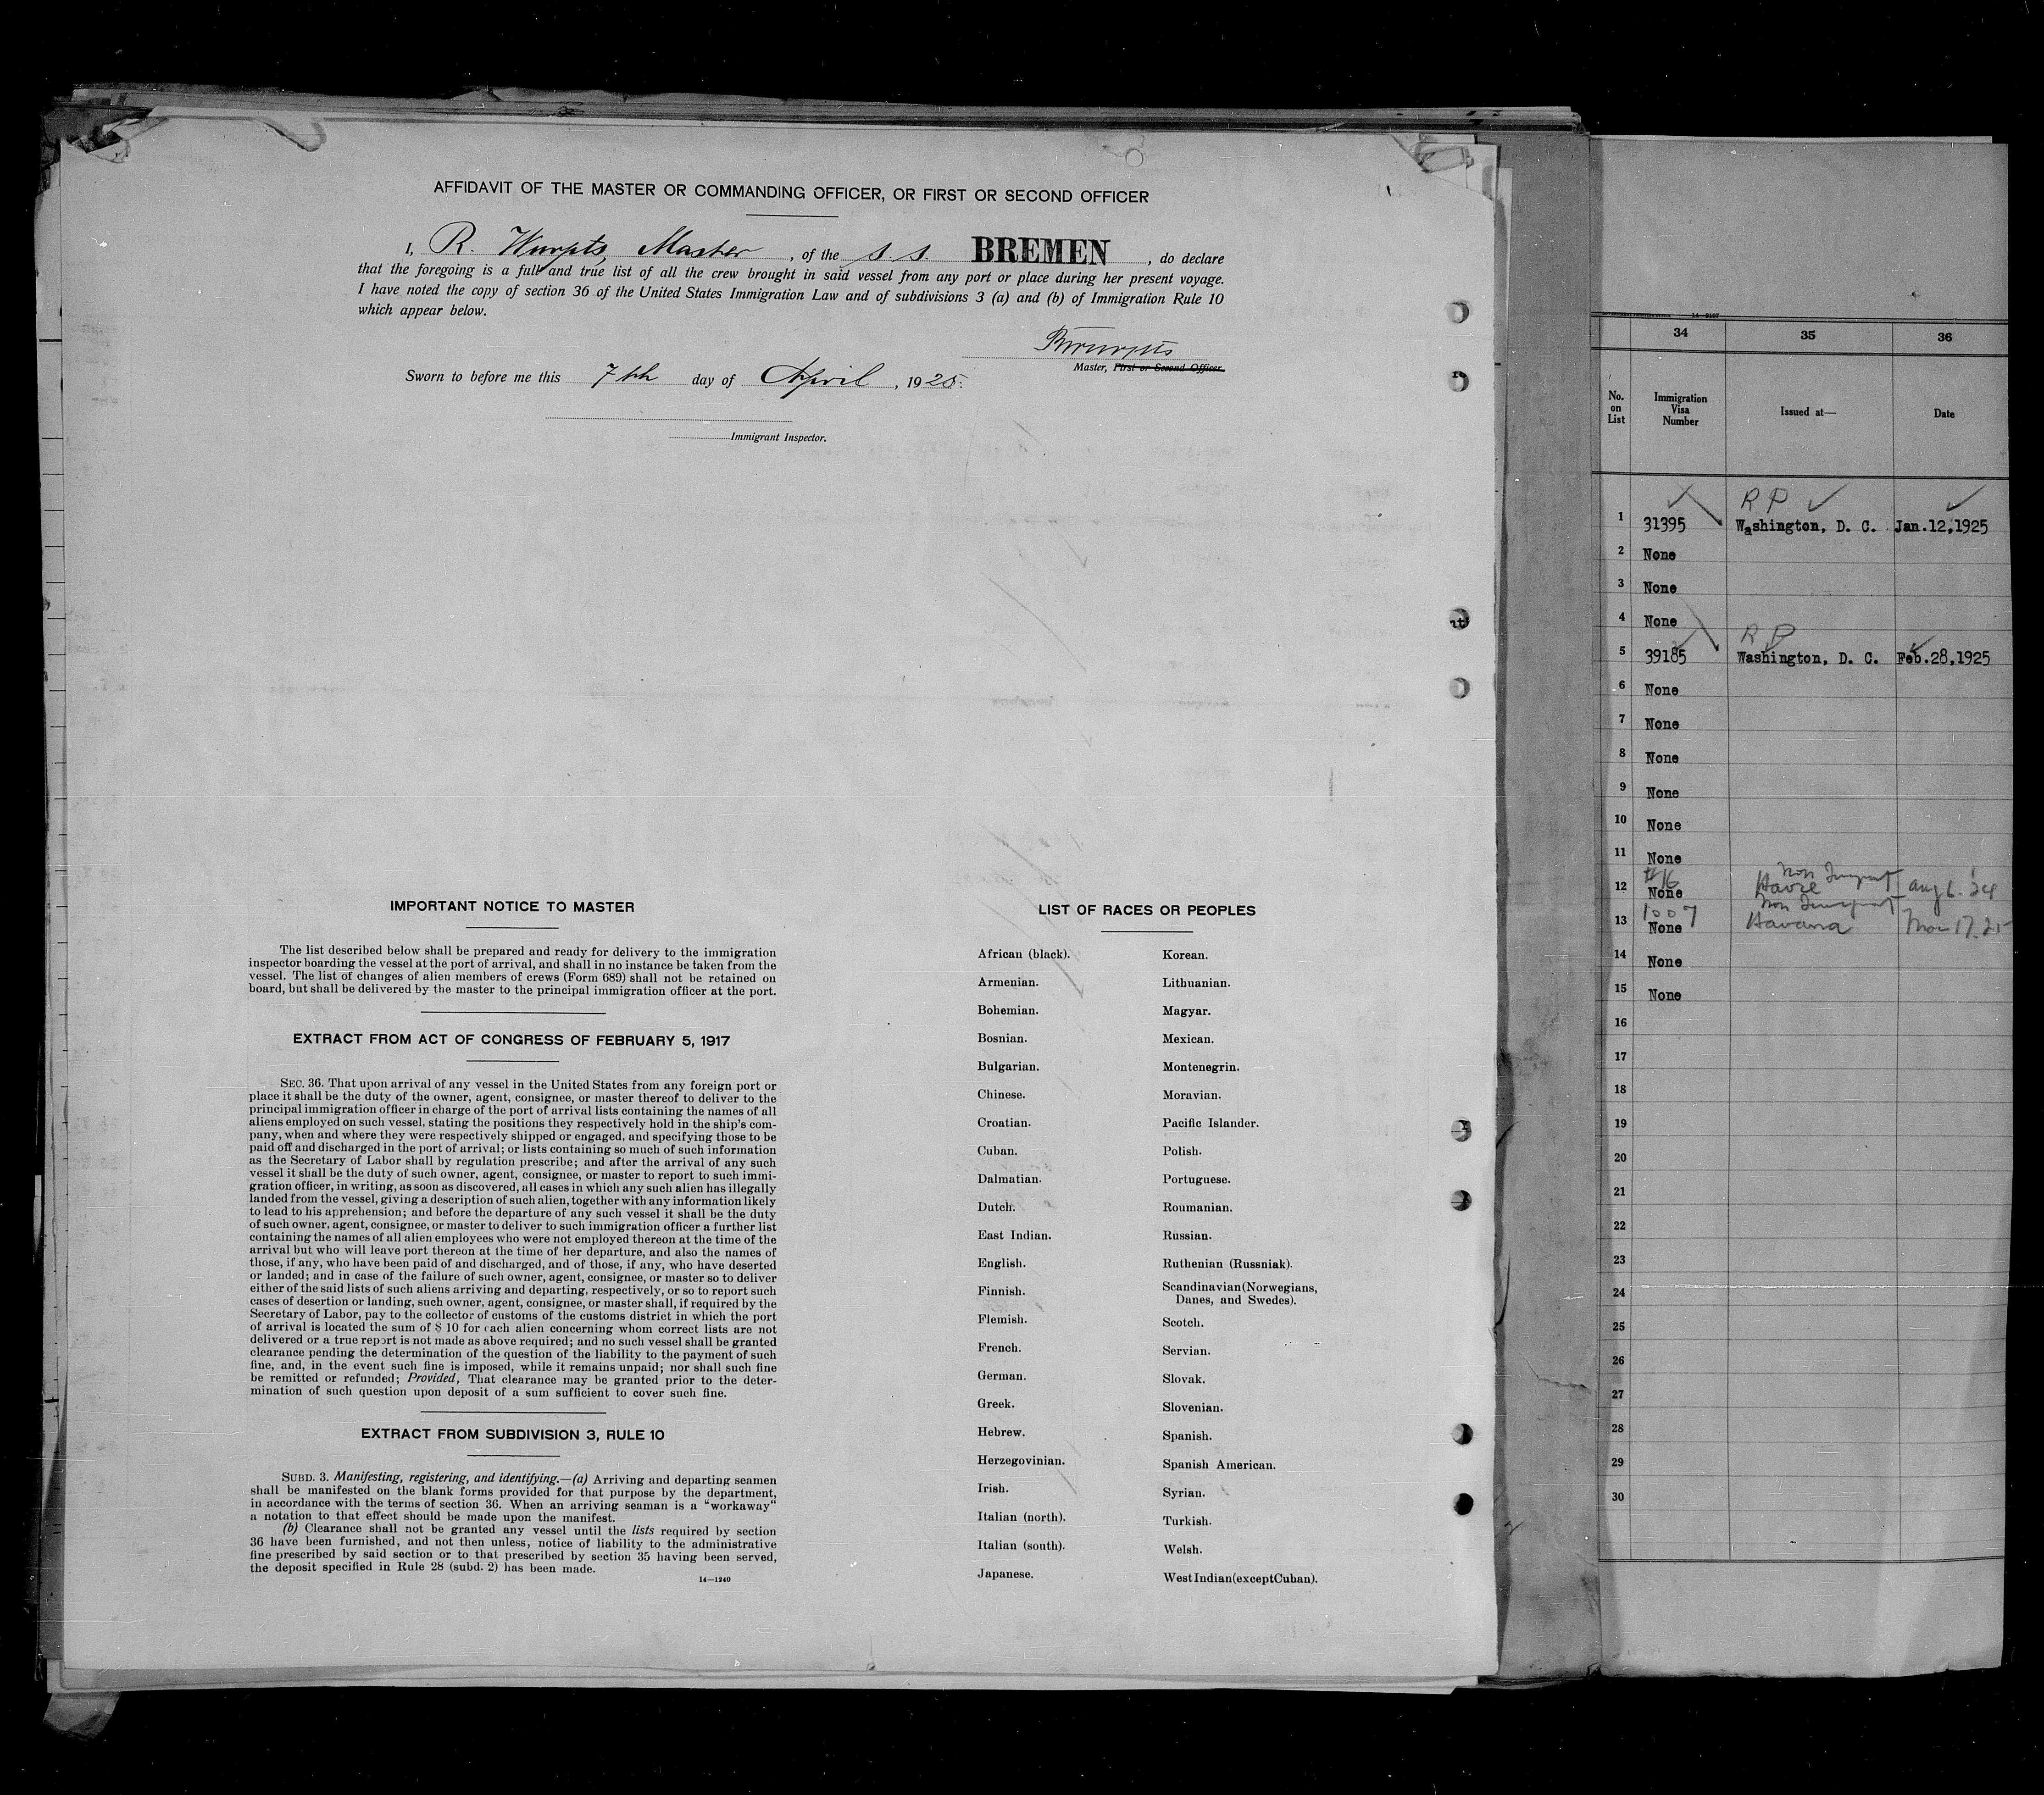 AFFIDAVIT OF THE MASTER OR COMMANDING OFFICER, OR FIRST OR SECOND OFFICER
I, R. Wurpts, Master, of the S. S. BREMEN, do declare
that the foregoing is a full and true list of all the crew brought in said vessel from any port or place during her present voyage.
I have noted the copy of section 36 of the United States Immigration Law and of subdivisions 3 (a) and (b) of Immigration Rule 10
which appear below.
RWurpts
Master, First or Second Officer.
Sworn to before me this 7th day of April, 1925.
Immigrant Inspector.
IMPORTANT NOTICE TO MASTER
The list described below shall be prepared and ready for delivery to the immigration
inspector boarding the vessel at the port of arrival, and shall in no instance be taken from the
vessel. The list of changes of alien members of crews (Form 689) shall not be retained on
board, but shall be delivered by the master to the principal immigration officer at the port.
EXTRACT FROM ACT OF CONGRESS OF FEBRUARY 5, 1917
SEC. 36. That upon arrival of any vessel in the United States from any foreign port or
place it shall be the duty of the owner, agent, consignee, or master thereof to deliver to the
principal immigration officer in charge of the port of arrival lists containing the names of all
aliens employed on such vessel, stating the positions they respectively hold in the ship's com-
pany, when and where they were respectively shipped or engaged, and specifying those to be
paid off and discharged in the port of arrival; or lists containing so much of such information
as the Secretary of Labor shall by regulation prescribe; and after the arrival of any such
vessel it shall be the duty of such owner, agent, consignee, or master to report to such immi-
gration officer, in writing, as soon as discovered, all cases in which any such alien has illegally
landed from the vessel, giving a description of such alien, together with any information likely
to lead to his apprehension; and before the departure of any such vessel it shall be the duty
of such owner, agent, consignee, or master to deliver to such immigration officer a further list
containing the names of all alien employees who were not employed thereon at the time of the
arrival but who will leave port thereon at the time of her departure, and also the names of
those, if any, who have been paid of and discharged, and of those, if any, who have deserted
or landed; and in case of the failure of such owner, agent, consignee, or master so to deliver
either of the said lists of such aliens arriving and departing, respectively, or so to report such
cases of desertion or landing, such owner, agent, consignee, or master shall, if required by the
Secretary of Labor, pay to the collector of customs of the customs district in which the port
of arrival is located the sum of $ 10 for each alien concerning whom correct lists are not
delivered or a true report is not made as above required; and no such vessel shall be granted
clearance pending the determination of the question of the liability to the payment of such
fine, and, in the event such fine is imposed, while it remains unpaid; nor shall such fine
be remitted or refunded; Provided, That clearance may be granted prior to the deter-
mination of such question upon deposit of a sum sufficient to cover such fine.
EXTRACT FROM SUBDIVISION 3, RULE 10
SUBD. 3. Manifesting, registering, and identifying.—(a) Arriving and departing seamen
shall be manifested on the blank forms provided for that purpose by the department,
in accordance with the terms of section 36. When an arriving seaman is a “workaway“
a notation to that effect should be made upon the manifest.
(b) Clearance shall not be granted any vessel until the lists required by section
36 have been furnished, and not then unless, notice of liability to the administrative
fine prescribed by said section or to that prescribed by section 35 having been served,
the deposit specified in Rule 28 (subd. 2) has been made.
14—1240
LIST OF RACES OR PEOPLES
African (black). Korean.
Armenian. Lithuanian.
Bohemian. Magyar.
Bosnian. Mexican.
Bulgarian. Montenegrin.
Chinese. Moravian.
Croatian. Pacific Islander.
Cuban. Polish.
Dalmatian. Portuguese.
Dutch. Roumanian.
East Indian. Russian.
English. Ruthenian (Russniak).
Finnish. Scandinavian(Norwegians,
Danes, and Swedes).
Flemish. Scotch.
French. Servian.
German. Slovak.
Greek. Slovenian.
Hebrew. Spanish.
Herzegovinian. Spanish American.
Irish. Syrian.
Italian (north). Turkish.
Italian (south). Welsh.
Japanese. West Indian(except Cuban).
34 35 36
No.
on
List
Immigration
Visa
Number
Issued at—
Date
R P
1 31395 Washington, D. C. Jan.12,1925
2 None
3 None
4 None
R P
5 39185 Washington, D. C. Feb.28,1925
6 None
7 None
8 None
9 None
10 None
11 None
#16 Non
12 None Havre Aug 6. 24
1007 Non
13 None Havana 17. 25
14 None
15 None
16
17
18
19
20
21
22
23
24
25
26
27
28
29
30